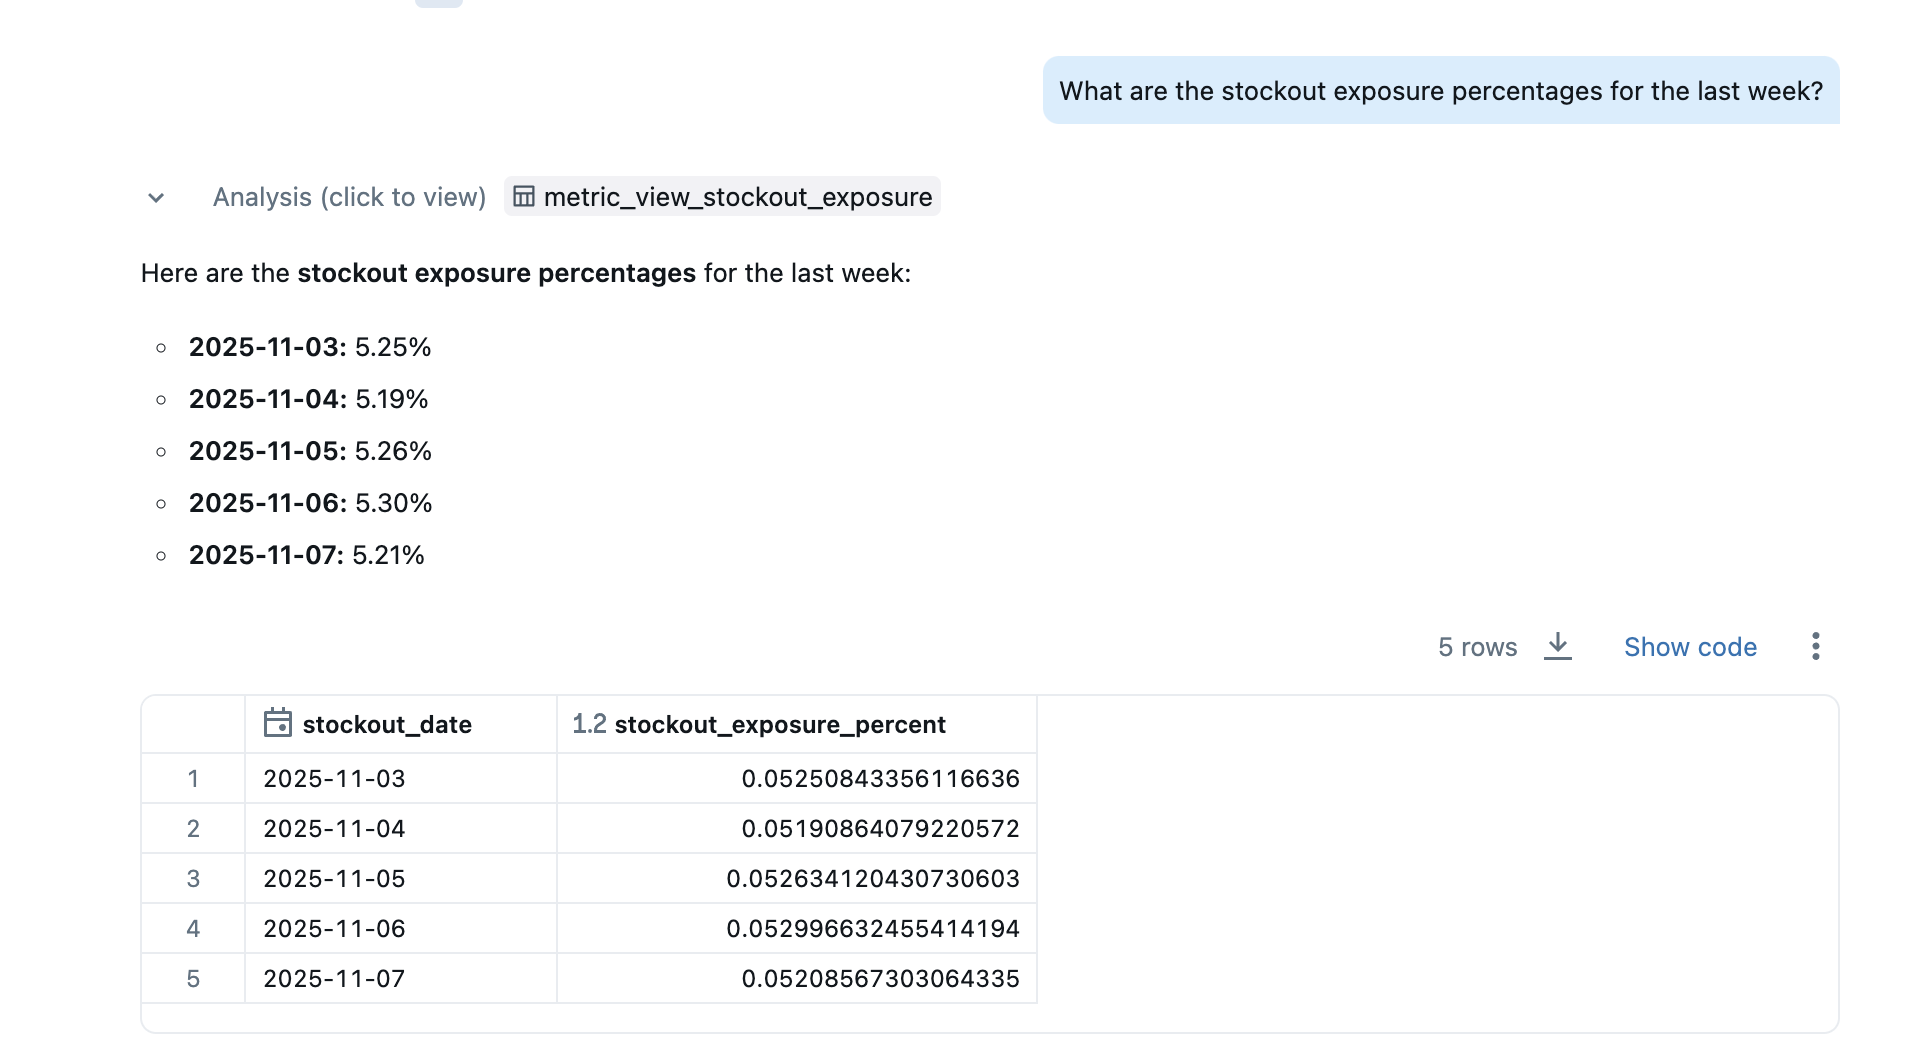 What are the stockout exposure percentages for the last week?
Analysis (click to view) metric_view_stockout_exposure
Here are the stockout exposure percentages for the last week:
2025-11-03: 5.25%
2025-11-04: 5.19%
2025-11-05: 5.26%
2025-11-06: 5.30%
2025-11-07: 5.21%
5 rows Show code
stockout_date 1.2 stockout_exposure_percent
1 2025-11-03 0.05250843356116636
2 2025-11-04 0.05190864079220572
3 2025-11-05 0.052634120430730603
4 2025-11-06 0.052996632455414194
5 2025-11-07 0.05208567303064335